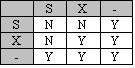 S X -
S N N Y
X N Y Y
- Y Y Y